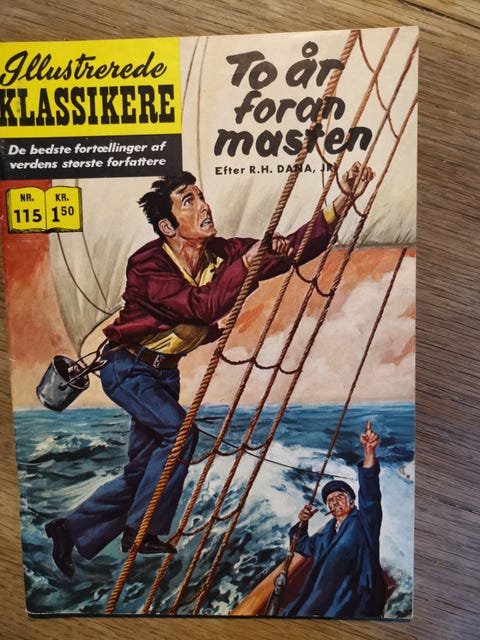 Illustrerede
KLASSIKERE
De bedste fortællinger af
verdens største forfattere
NR.
115
KR.
1.50
To år
foran
masten
Efter R.H. DANA, JR.